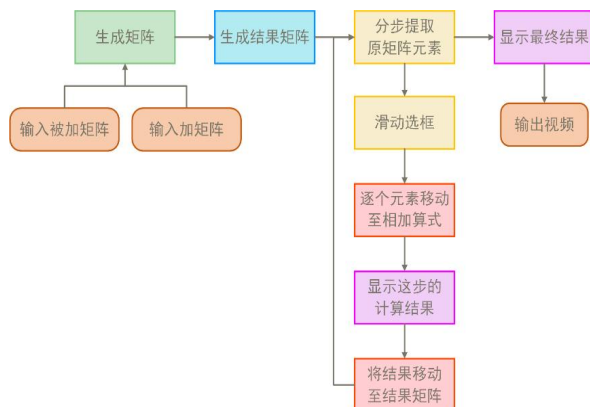 生成矩阵
生成结果矩阵
分步提取
原矩阵元素
显示最终结果
输入被加矩阵
输入加矩阵
滑动选框
输出视频
逐个元素移动
至相加算式
显示这步的
计算结果
将结果移动
至结果矩阵